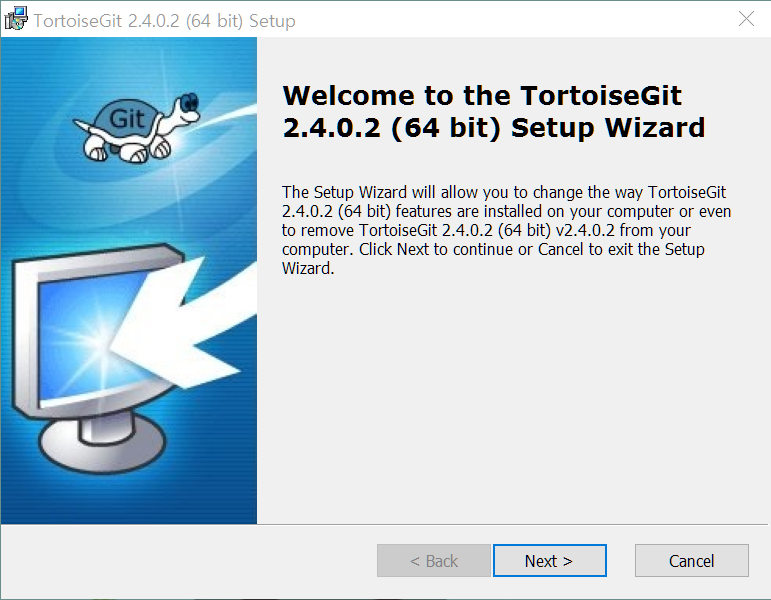 TortoiseGit 2.4.0.2 (64 bit) Setup
Git
Welcome to the TortoiseGit
2.4.0.2 (64 bit) Setup Wizard
The Setup Wizard will allow you to change the way TortoiseGit
2.4.0.2 (64 bit) features are installed on your computer or even
to remove TortoiseGit 2.4.0.2 (64 bit) v2.4.0.2 from your
computer. Click Next to continue or Cancel to exit the Setup
Wizard.
< Back
Next >
Cancel